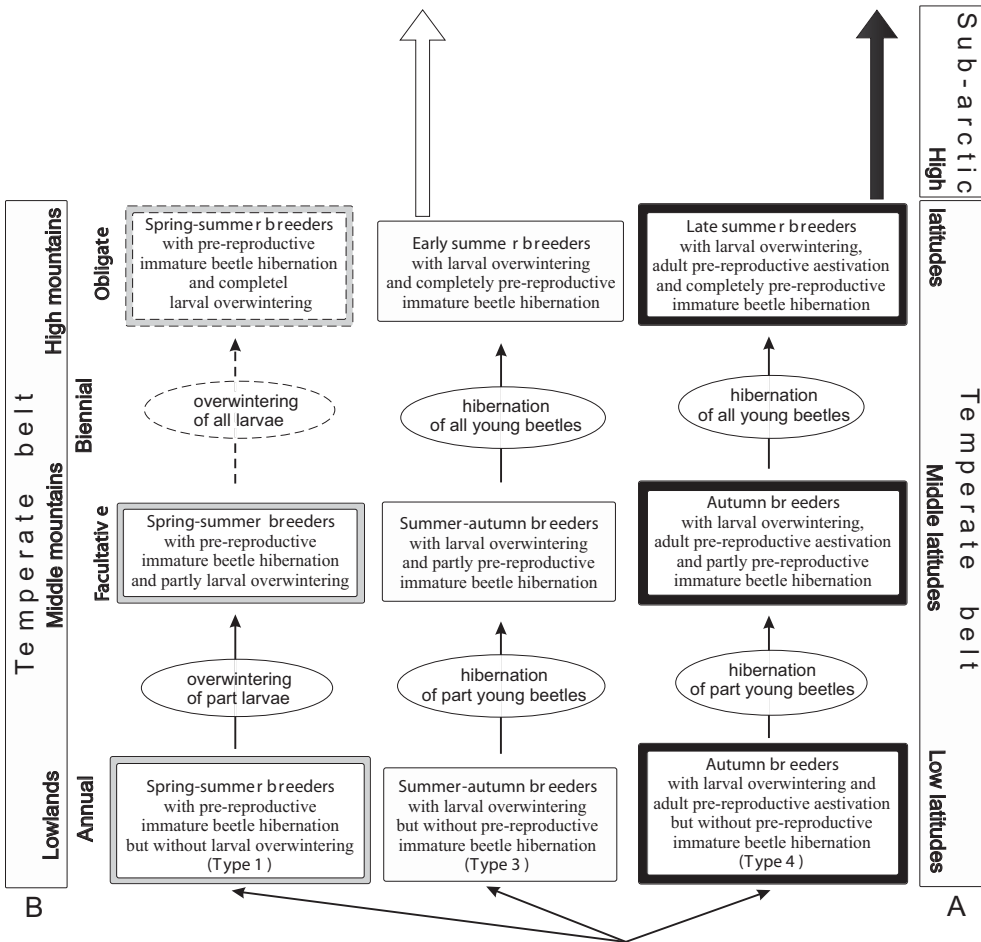 Sub-arctic
High
Temperate belt
High mountains
Obligate
Spring-summer breeders
with pre-reproductive
immature beetle hibernation
and completel
larval overwintering
Early summer breeders
with larval overwintering
and completely pre-reproductive
immature beetle hibernation
Late summer breeders
with larval overwintering,
adult pre-reproductive aestivation
and completely pre-reproductive
immature beetle hibernation
latitudes
Biennial
overwintering
of all larvae
hibernation
of all young beetles
hibernation
of all young beetles
Temperate belt
Middle mountains
Facultative
Spring-summer breeders
with pre-reproductive
immature beetle hibernation
and partly larval overwintering
Summer-autumn breeders
with larval overwintering
and partly pre-reproductive
immature beetle hibernation
Autumn breeders
with larval overwintering,
adult pre-reproductive aestivation
and partly pre-reproductive
immature beetle hibernation
Middle latitudes
overwintering
of part larvae
hibernation
of part young beetles
hibernation
of part young beetles
Lowlands
Annual
Spring-summer breeders
with pre-reproductive
immature beetle hibernation
but without larval overwintering
(Type 1)
Summer-autumn breeders
with larval overwintering
but without pre-reproductive
immature beetle hibernation
(Type 3)
Autumn breeders
with larval overwintering and
adult pre-reproductive aestivation
but without pre-reproductive
immature beetle hibernation
(Type 4)
Low latitudes
B
A